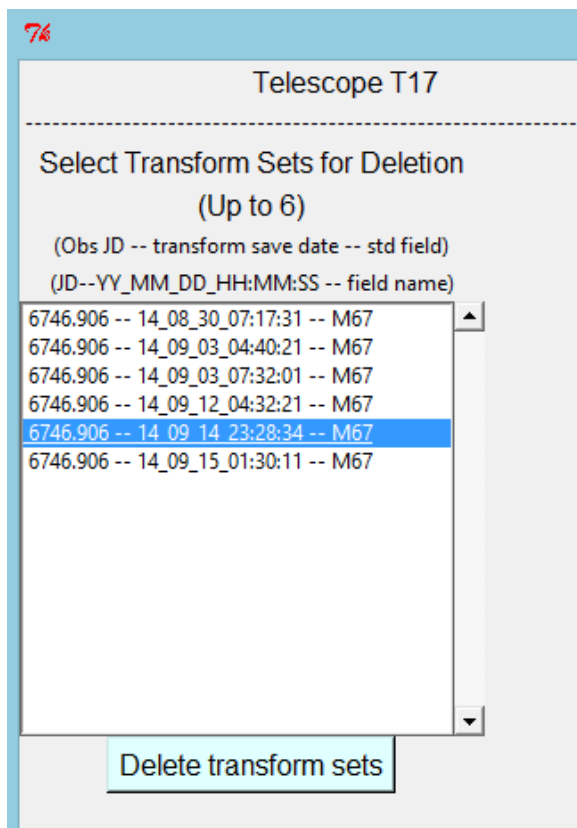 Telescope T17
--------------------------------------------------------------
Select Transform Sets for Deletion
(Up to 6)
(Obs JD -- transform save date -- std field)
(JD--YY_MM_DD_HH:MM:SS -- field name)
6746.906 -- 14_08_30_07:17:31 -- M67
6746.906 -- 14_09_03_04:40:21 -- M67
6746.906 -- 14_09_03_07:32:01 -- M67
6746.906 -- 14_09_12_04:32:21 -- M67
6746.906 -- 14_09_14_23:28:34 -- M67
6746.906 -- 14_09_15_01:30:11 -- M67
Delete transform sets